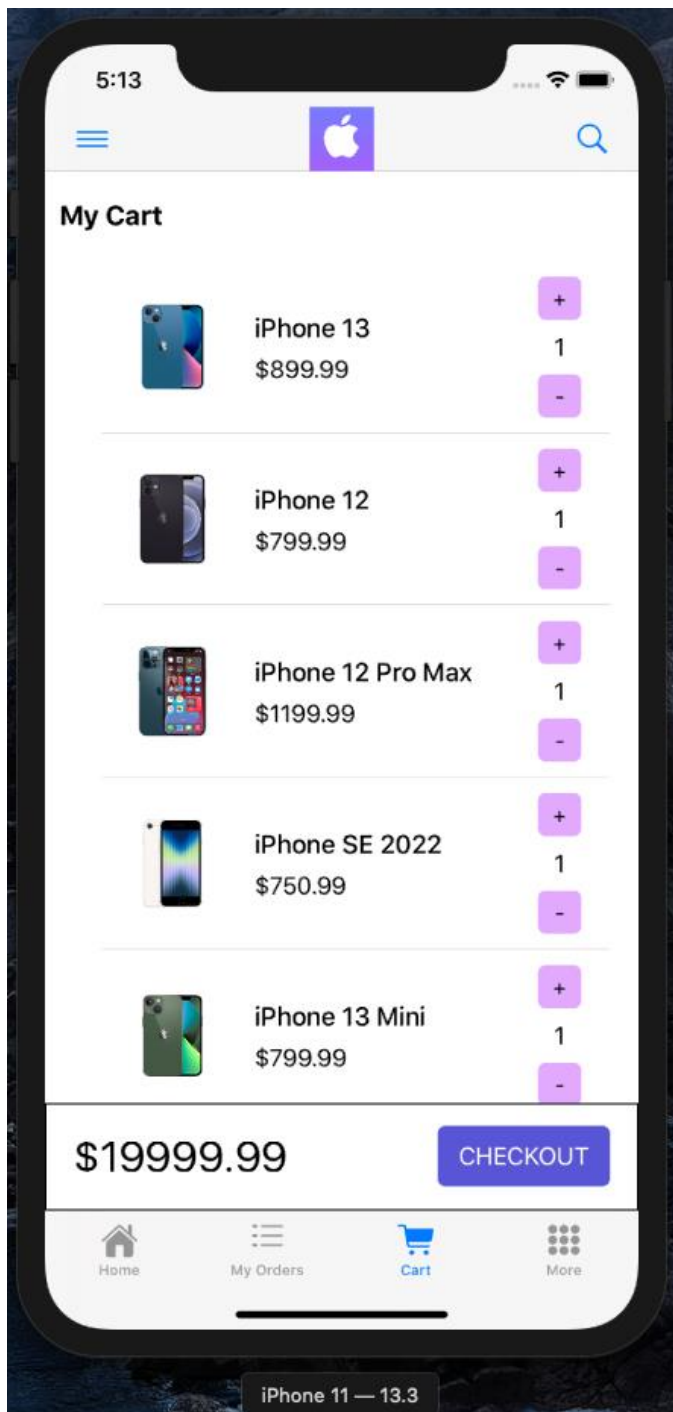 5:13
My Cart
+
iPhone 13
1
$899.99
-
+
iPhone 12
1
$799.99
-
+
iPhone 12 Pro Max
1
$1199.99
-
+
iPhone SE 2022
1
$750.99
-
+
iPhone 13 Mini
1
$799.99
-
$19999.99
CHECKOUT
Home
My Orders
Cart
More
iPhone 11 — 13.3